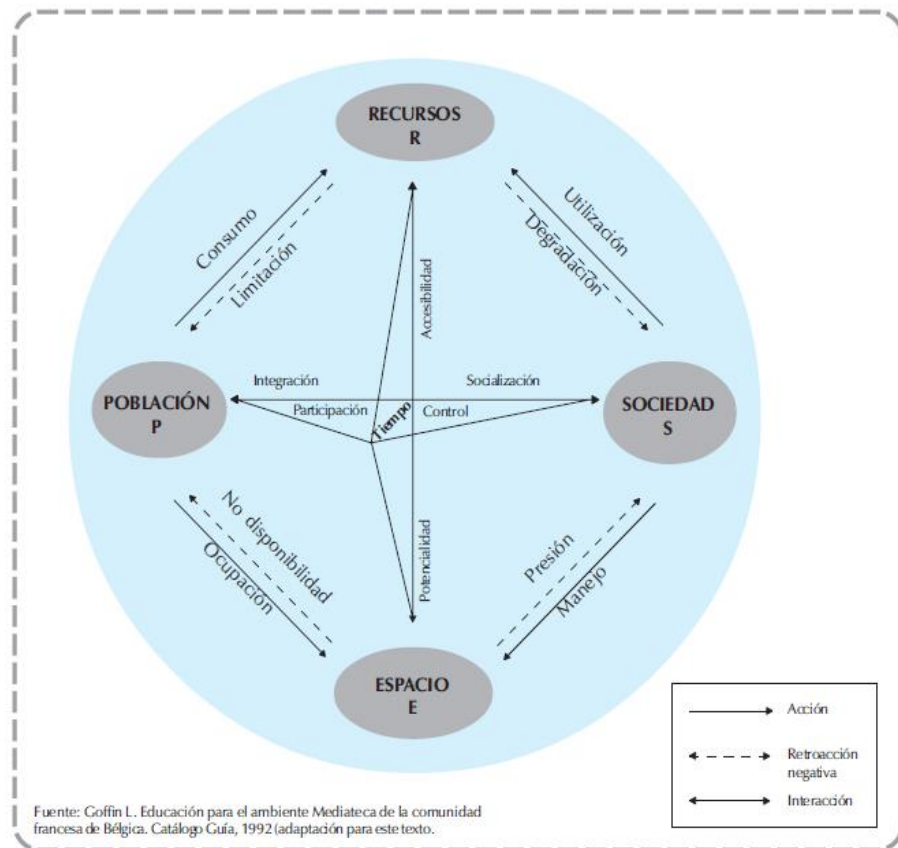 RECURSOS
R
Consumo
Limitación
Utilización
Degradación
Accesibilidad
Integración
Socialización
POBLACIÓN
P
Participación
Tiempo
Control
SOCIEDAD
S
No disponibilidad
Ocupación
Potencialidad
Presión
Manejo
ESPACIO
E
Acción
Retroacción
negativa
Interacción
Fuente: Goffin L. Educación para el ambiente Mediateca de la comunidad
francesa de Bélgica. Catálogo Guía, 1992 (adaptación para este texto.